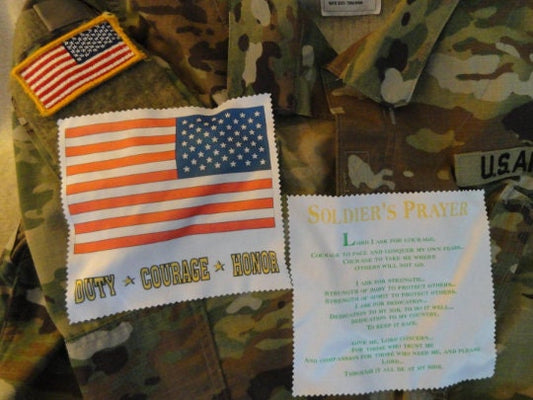 U.S. AR
DUTY ★ COURAGE ★ HONOR
SOLDIER'S PRAYER
LORD I ASK FOR COURAGE,
COURAGE TO FACE AND CONQUER MY OWN FEARS...
COURAGE TO TAKE ME WHERE
OTHERS WILL NOT GO.
I ASK FOR STRENGTH...
STRENGTH OF BODY TO PROTECT OTHERS..
STRENGTH OF SPIRIT TO PROTECT OTHERS.
I ASK FOR DEDICATION...
DEDICATION TO MY JOB, TO DO IT WELL...
DEDICATION TO MY COUNTRY,
TO KEEP IT SAFE.
GIVE ME, LORD CONCERN...
FOR THOSE WHO TRUST ME
AND COMPASSION FOR THOSE WHO NEED ME, AND PLEASE
LORD...
THROUGH IT ALL BE AT MY SIDE.